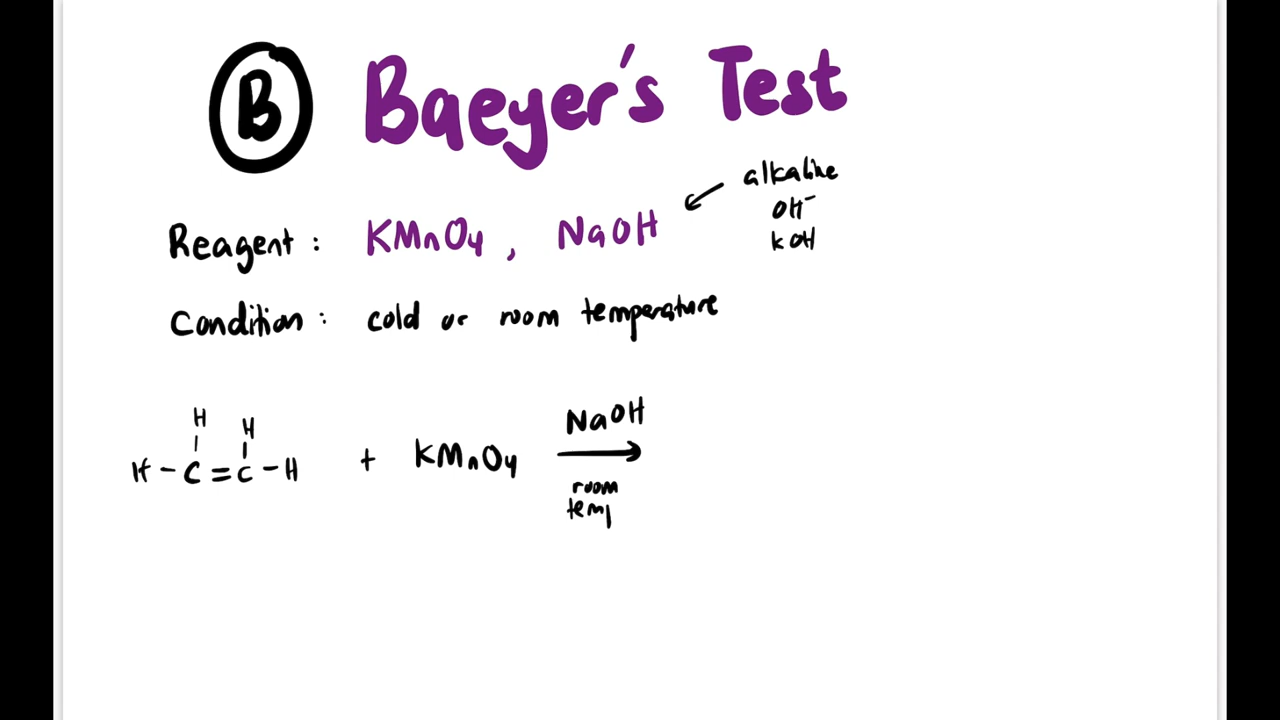 B Baeyer's Test
alkaline
OH⁻
KOH
Reagent : KMnO4 , NaOH
Condition : cold or room temperature
H H
H - C = C - H + KMnO4 NaOH
room
temp